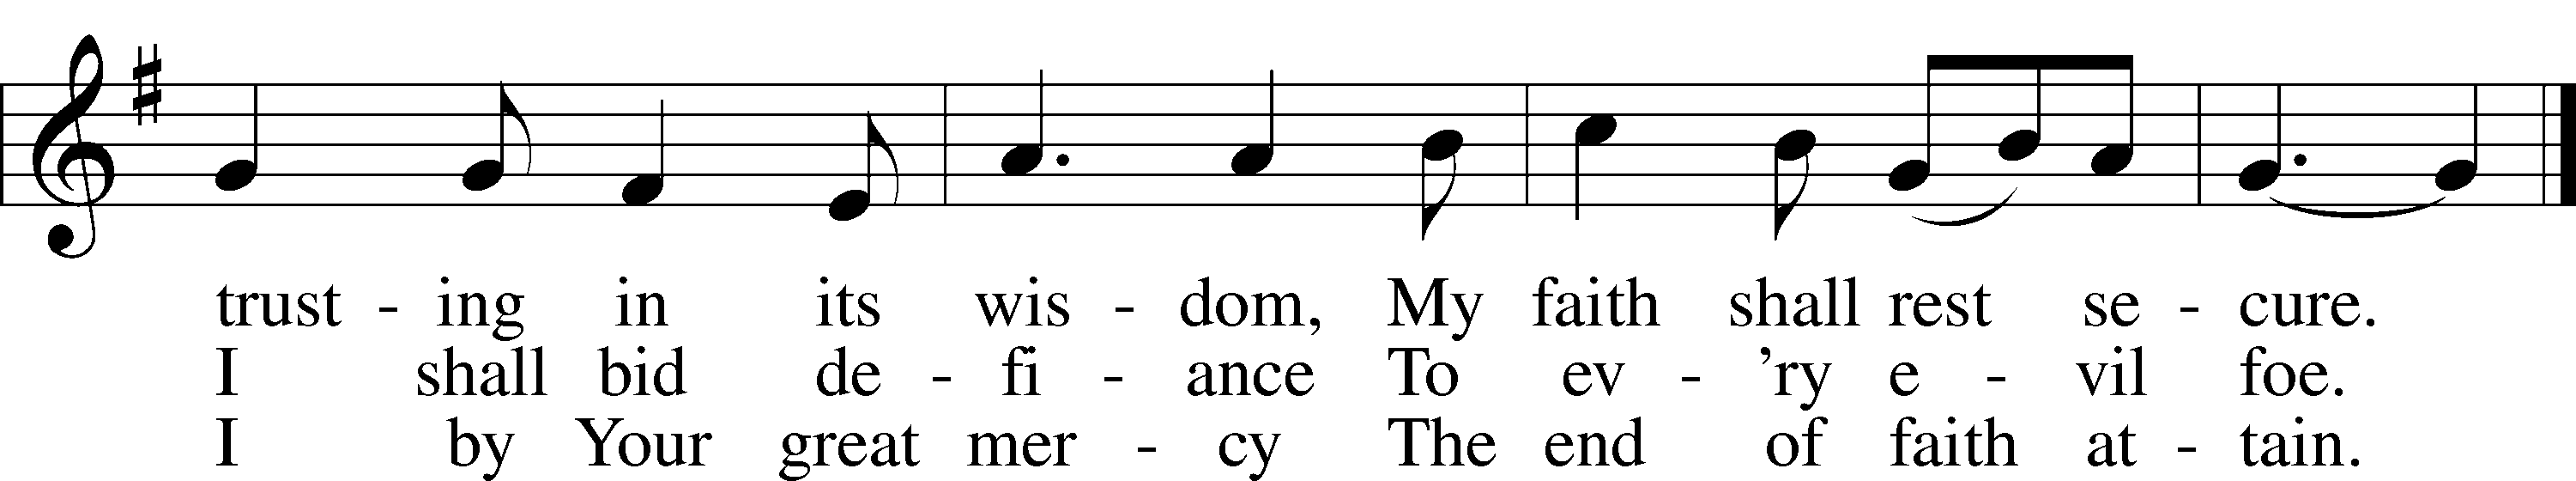 trust - ing in its wis - dom, My faith shall rest se - cure.
I shall bid de - fi - ance To ev - ’ry e - vil foe.
I by Your great mer - cy The end of faith at - tain.